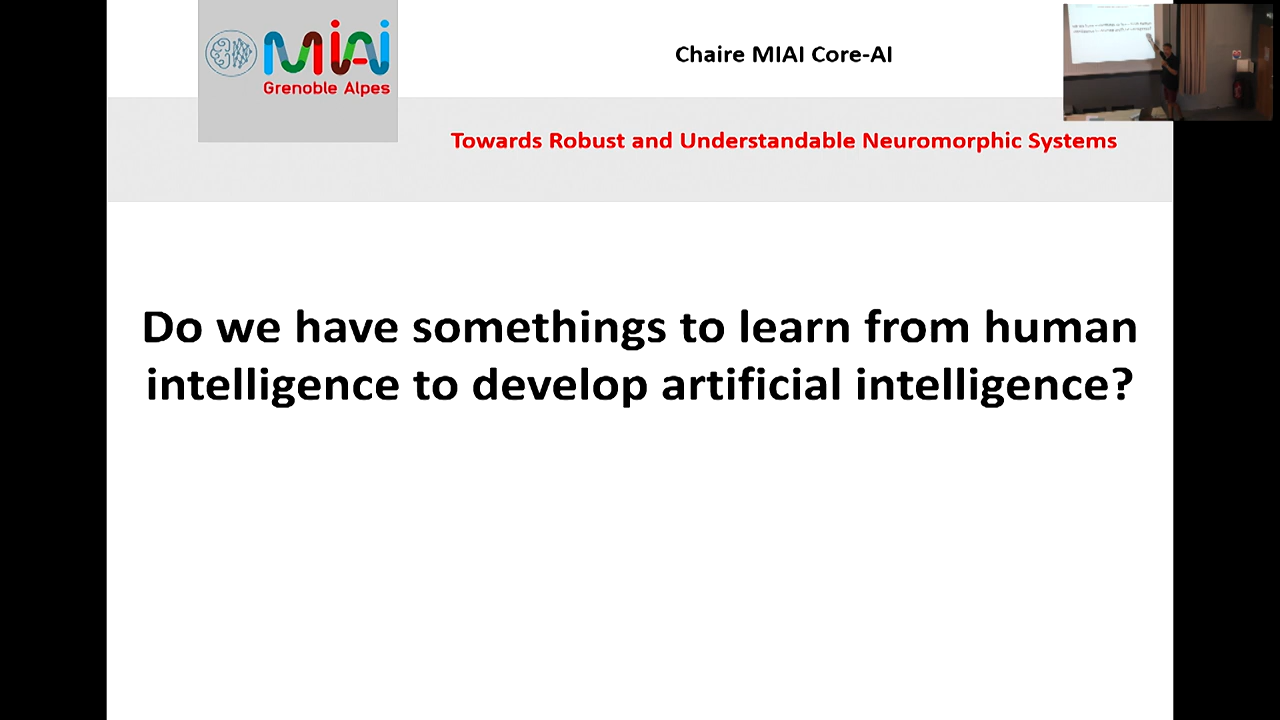 MIAI
Grenoble Alpes
Chaire MIAI Core-AI
Towards Robust and Understandable Neuromorphic Systems
Do we have somethings to learn from human
intelligence to develop artificial intelligence?